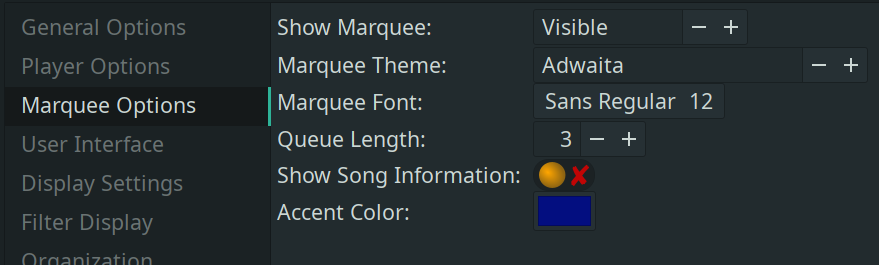 General Options
Player Options
Marquee Options
User Interface
Display Settings
Filter Display
Organization
Show Marquee: Visible
Marquee Theme: Adwaita
Marquee Font: Sans Regular 12
Queue Length: 3
Show Song Information:
Accent Color: